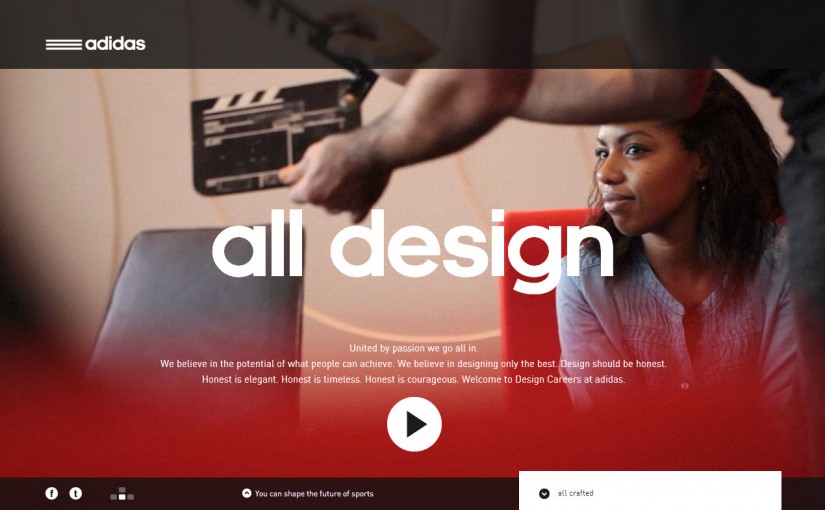 adidas
all design
United by passion we go all in.
We believe in the potential of what people can achieve. We believe in designing only the best. Design should be honest.
Honest is elegant. Honest is timeless. Honest is courageous. Welcome to Design Careers at adidas.
f
t
You can shape the future of sports
all crafted